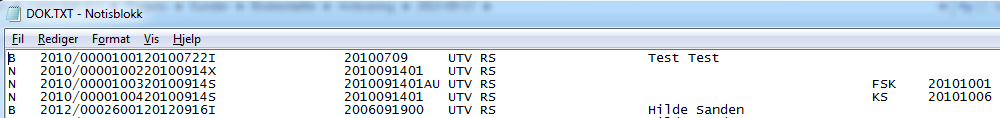 DOK.TXT - Notisblokk
Fil Rediger Format Vis Hjelp
B 2010/0000100120100722I 20100709 UTV RS Test Test
N 2010/0000100220100914X 2010091401 UTV RS
N 2010/0000100320100914S 2010091401AU UTV RS FSK 20101001
N 2010/0000100420100914S 2010091401 UTV RS KS 20101006
B 2012/0002600120120916I 2006091900 UTV RS Hilde Sanden